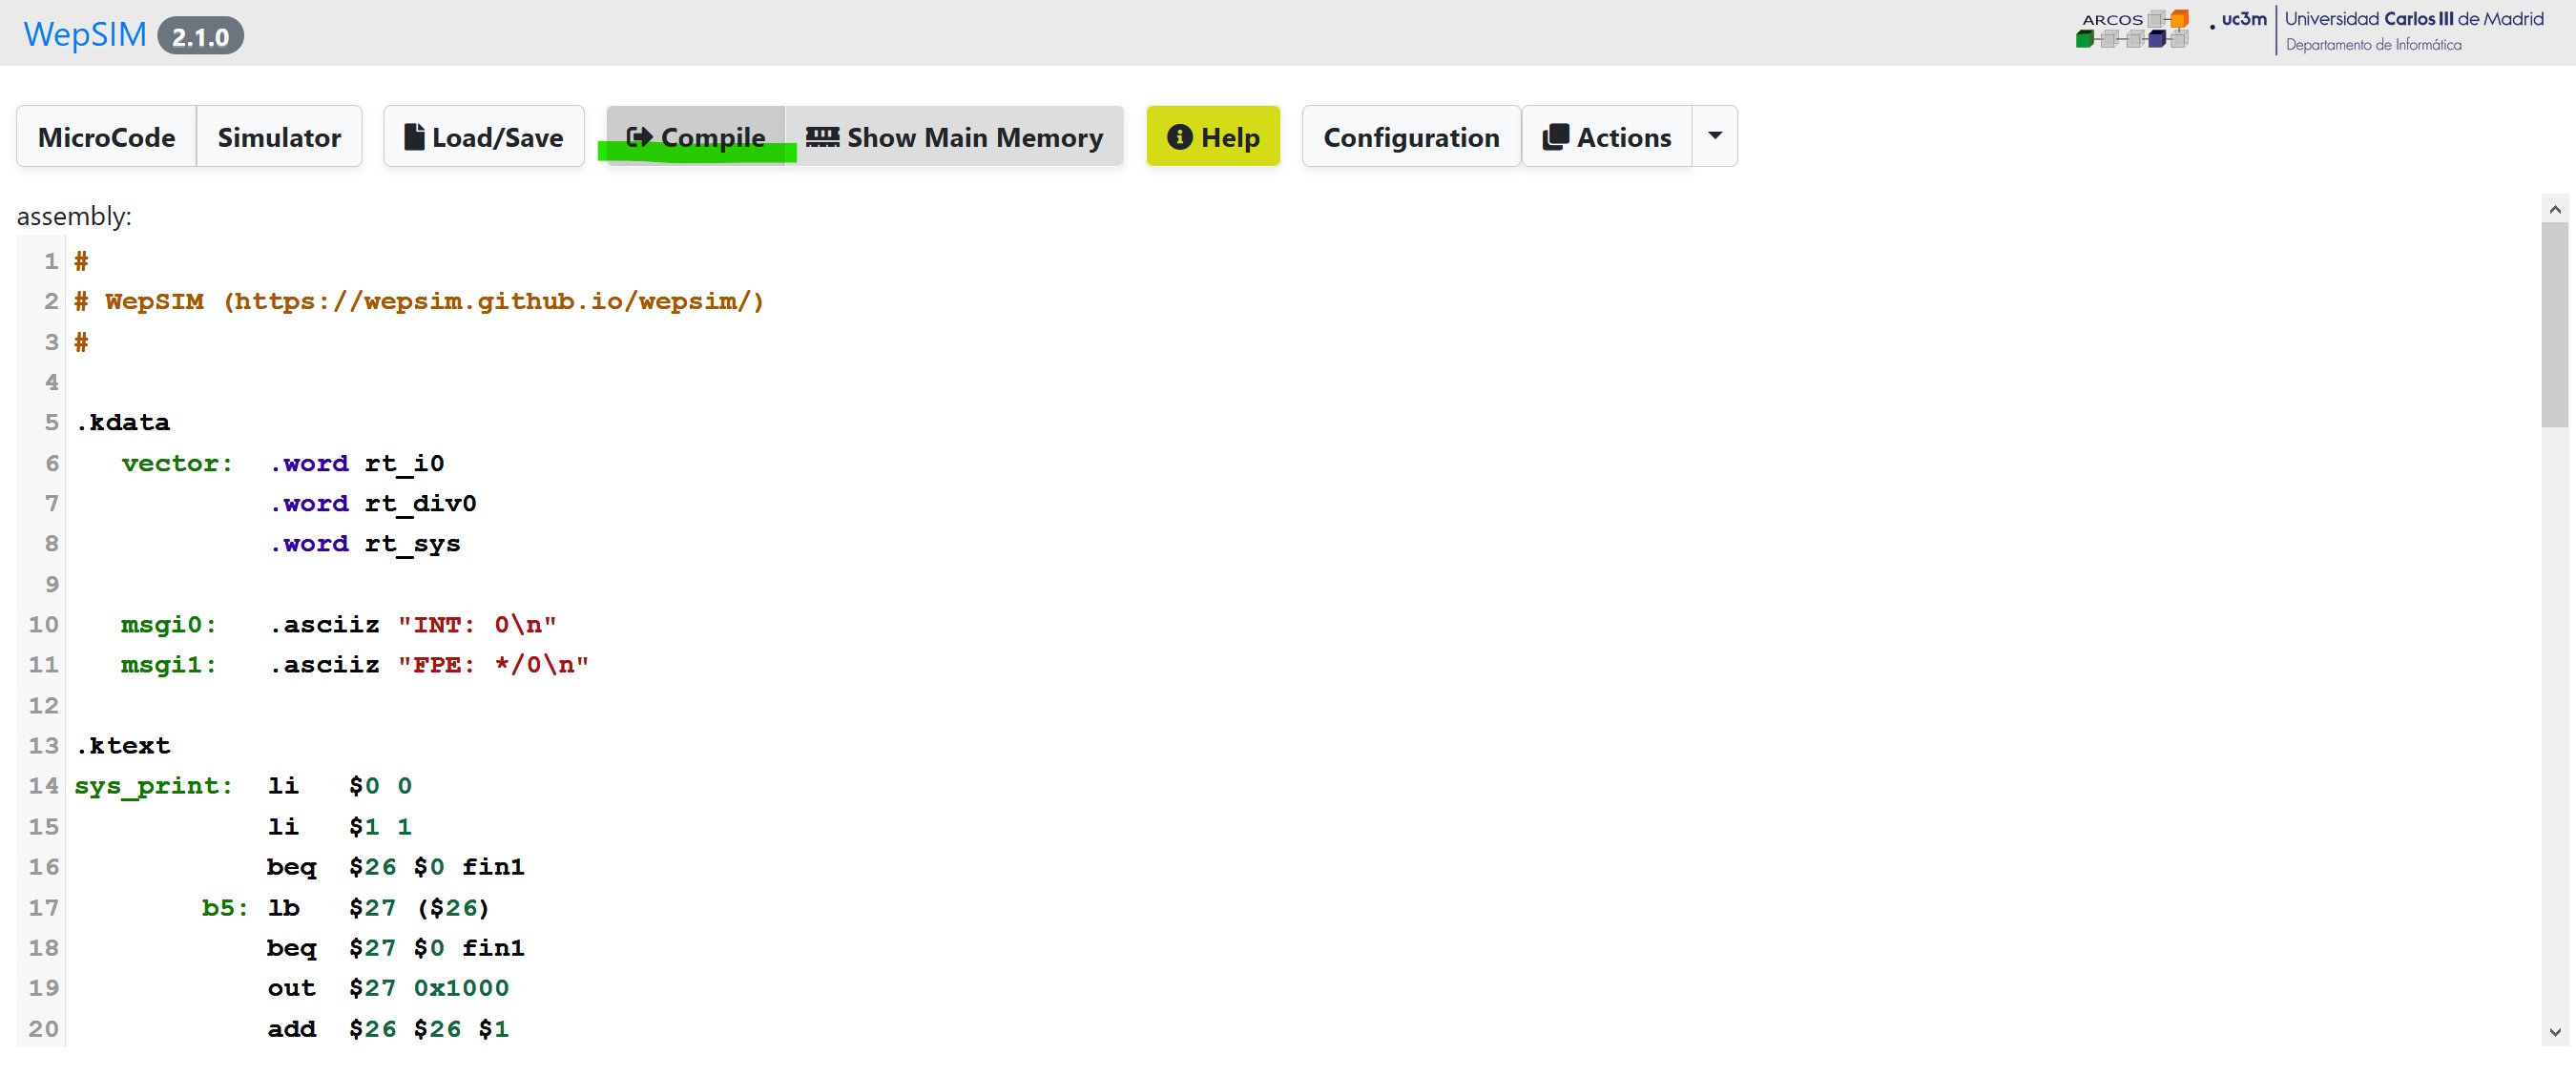 WepSIM 2.1.0
ARCOS
uc3m
Universidad Carlos III de Madrid
Departamento de Informática
MicroCode Simulator Load/Save Compile Show Main Memory Help Configuration Actions
assembly:
1 #
2 # WepSIM (https://wepsim.github.io/wepsim/)
3 #
4
5 .kdata
6 vector: .word rt_i0
7 .word rt_div0
8 .word rt_sys
9
10 msgi0: .asciiz "INT: 0\n"
11 msgi1: .asciiz "FPE: */0\n"
12
13 .ktext
14 sys_print: li $0 0
15 li $1 1
16 beq $26 $0 fin1
17 b5: lb $27 ($26)
18 beq $27 $0 fin1
19 out $27 0x1000
20 add $26 $26 $1